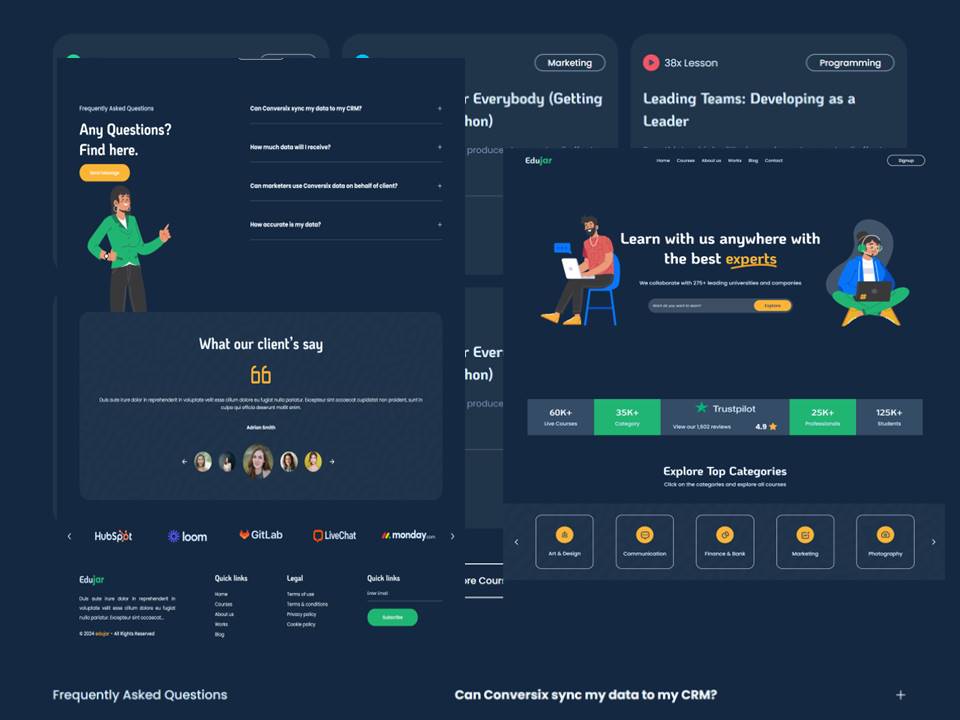 Marketing
38x Lesson
Programming
r Everybody (Getting
hon)
Leading Teams: Developing as a
Leader
produce
Frequently Asked Questions
Any Questions?
Find here.
Can Conversix sync my data to my CRM?
+
How much data will I receive?
+
Can marketers use Conversix data on behalf of client?
+
How accurate is my data?
+
What our client's say
Duis aute irure dolor in reprehenderit in voluptate velit esse cillum dolore eu fugiat nulla pariatur. Excepteur sint occaecat cupidatat non proident, sunt in
culpa qui officia deserunt mollit anim.
Adrian Smith
HubSpot
loom
GitLab
LiveChat
monday.com
Edujar
Duis aute irure dolor in reprehenderit in
voluptate velit esse cillum dolore eu fugiat
nulla pariatur. Excepteur sint occaecat...
© 2024 edujar - All Rights Reserved
Quick links
Home
Courses
About us
Works
Blog
Legal
Terms of use
Terms & conditions
Privacy policy
Cookie policy
Quick links
Enter Email
Subscribe
r Ever
hon)
produce
ore Cour
Edujar
Home
Courses
About us
Works
Blog
Contact
Signup
Learn with us anywhere with
the best experts
We collaborate with 275+ leading universities and companies
Explore
60K+
Live Courses
35K+
Category
Trustpilot
View our 1,602 reviews
4.9
25K+
Professionals
125K+
Students
Explore Top Categories
Click on the categories and explore all courses
Art & Design
Communication
Finance & Bank
Marketing
Photography
Frequently Asked Questions
Can Conversix sync my data to my CRM?
+